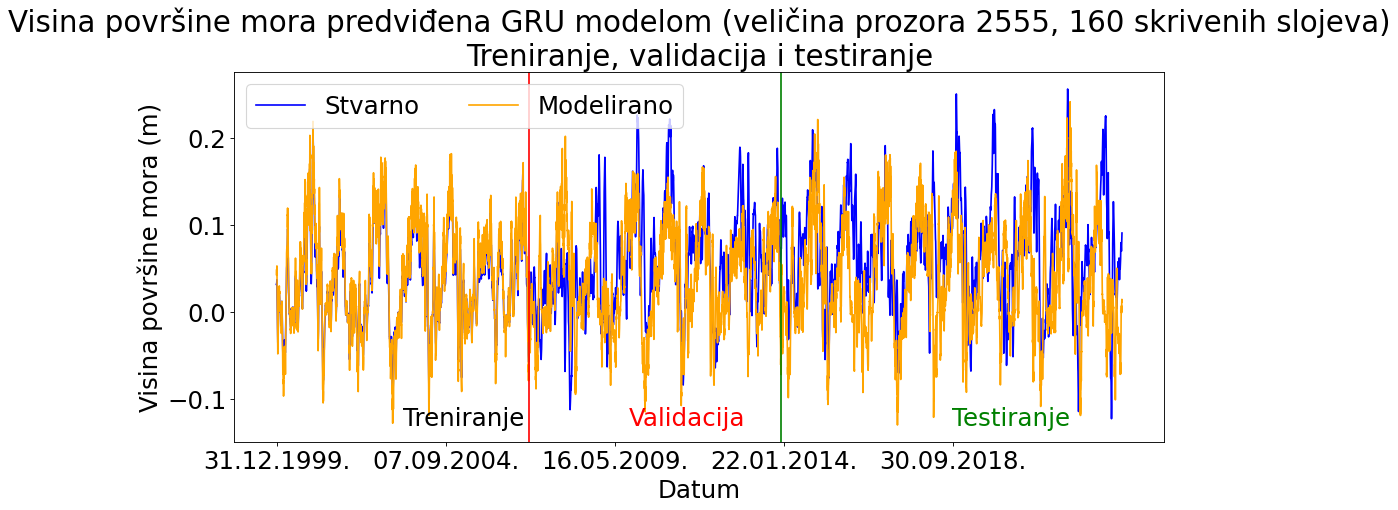 Visina površine mora predviđena GRU modelom (veličina prozora 2555, 160 skrivenih slojeva)
Treniranje, validacija i testiranje
Stvarno Modelirano
Visina površine mora (m)
0.2
0.1
0.0
−0.1
Treniranje Validacija Testiranje
31.12.1999. 07.09.2004. 16.05.2009. 22.01.2014. 30.09.2018.
Datum